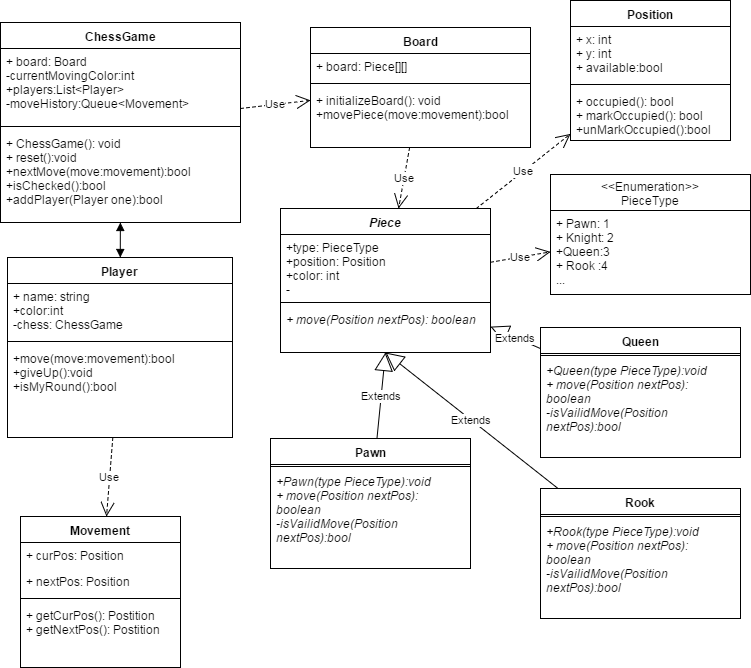 ChessGame
+ board: Board
-currentMovingColor:int
+players:List<Player>
-moveHistory:Queue<Movement>
+ ChessGame(): void
+ reset():void
+nextMove(move:movement):bool
+isChecked():bool
+addPlayer(Player one):bool
Use
Board
+ board: Piece[][]
+ initializeBoard(): void
+movePiece(move:movement):bool
Position
+ x: int
+ y: int
+ available:bool
+ occupied(): bool
+ markOccupied(): bool
+unMarkOccupied():bool
Use
Use
<<Enumeration>>
PieceType
+ Pawn: 1
+ Knight: 2
+Queen:3
+ Rook :4
...
Piece
+type: PieceType
+position: Position
+color: int
-
+ move(Position nextPos): boolean
Use
Player
+ name: string
+color:int
-chess: ChessGame
+move(move:movement):bool
+giveUp():void
+isMyRound():bool
Extends
Queen
+Queen(type PieceType):void
+ move(Position nextPos):
boolean
-isVailidMove(Position
nextPos):bool
Extends
Extends
Pawn
+Pawn(type PieceType):void
+ move(Position nextPos):
boolean
-isVailidMove(Position
nextPos):bool
Rook
+Rook(type PieceType):void
+ move(Position nextPos):
boolean
-isVailidMove(Position
nextPos):bool
Use
Movement
+ curPos: Position
+ nextPos: Position
+ getCurPos(): Postition
+ getNextPos(): Postition